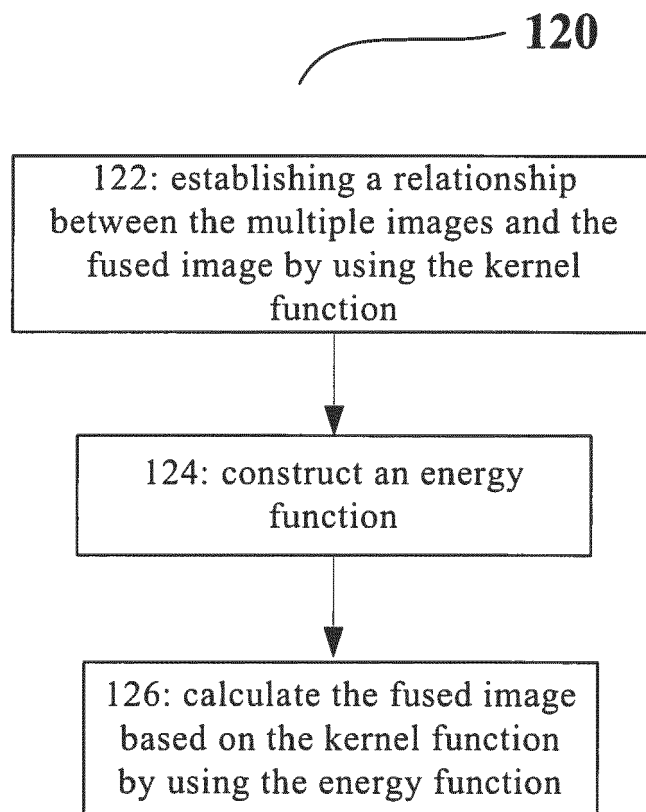 120
122: establishing a relationship
between the multiple images and the
fused image by using the kernel
function
124: construct an energy
function
126: calculate the fused image
based on the kernel function
by using the energy function